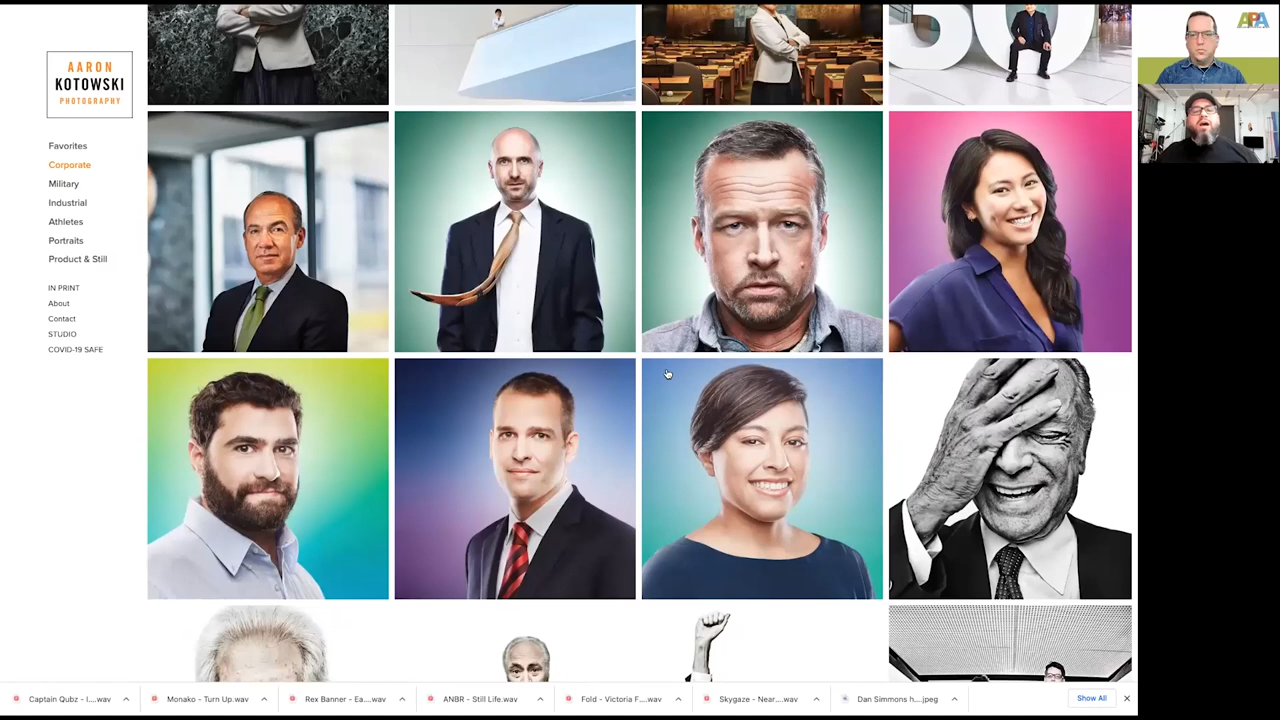 AARON
KOTOWSKI
PHOTOGRAPHY
Favorites
Corporate
Military
Industrial
Athletes
Portraits
Product & Still
IN PRINT
About
Contact
STUDIO
COVID-19 SAFE
APA
Captain Qubz - I....wav
Monako - Turn Up.wav
Rex Banner - Ea....wav
ANBR - Still Life.wav
Fold - Victoria F....wav
Skygaze - Near....wav
Dan Simmons h....jpeg
Show All